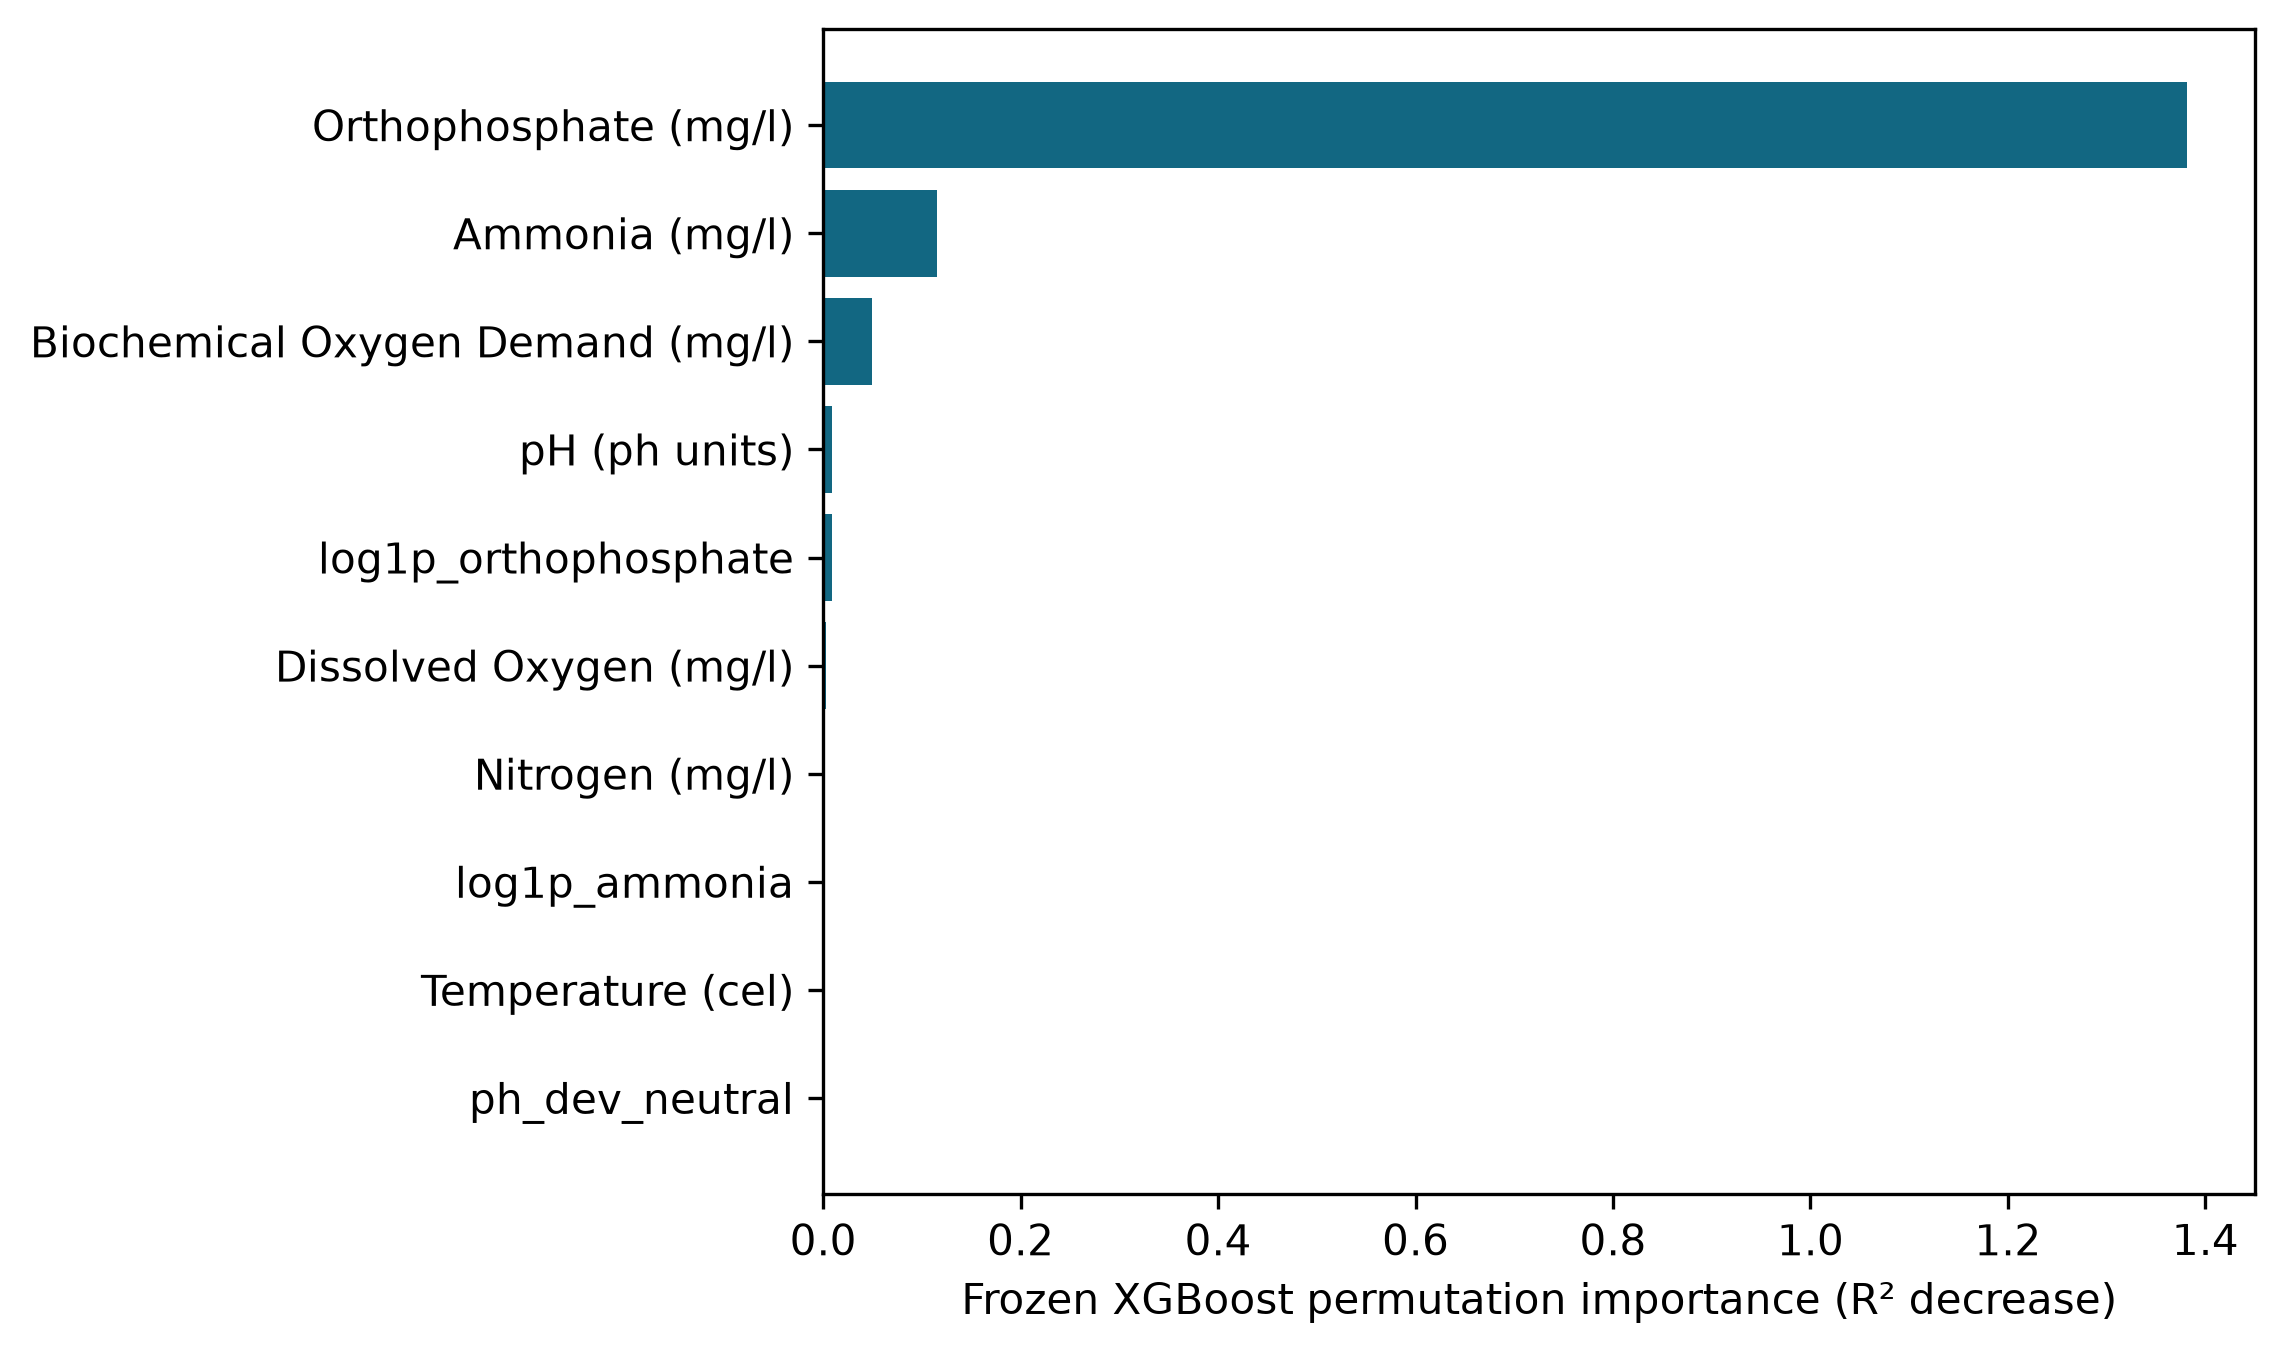 Orthophosphate (mg/l)
Ammonia (mg/l)
Biochemical Oxygen Demand (mg/l)
pH (ph units)
log1p_orthophosphate
Dissolved Oxygen (mg/l)
Nitrogen (mg/l)
log1p_ammonia
Temperature (cel)
ph_dev_neutral
0.0 0.2 0.4 0.6 0.8 1.0 1.2 1.4
Frozen XGBoost permutation importance (R² decrease)